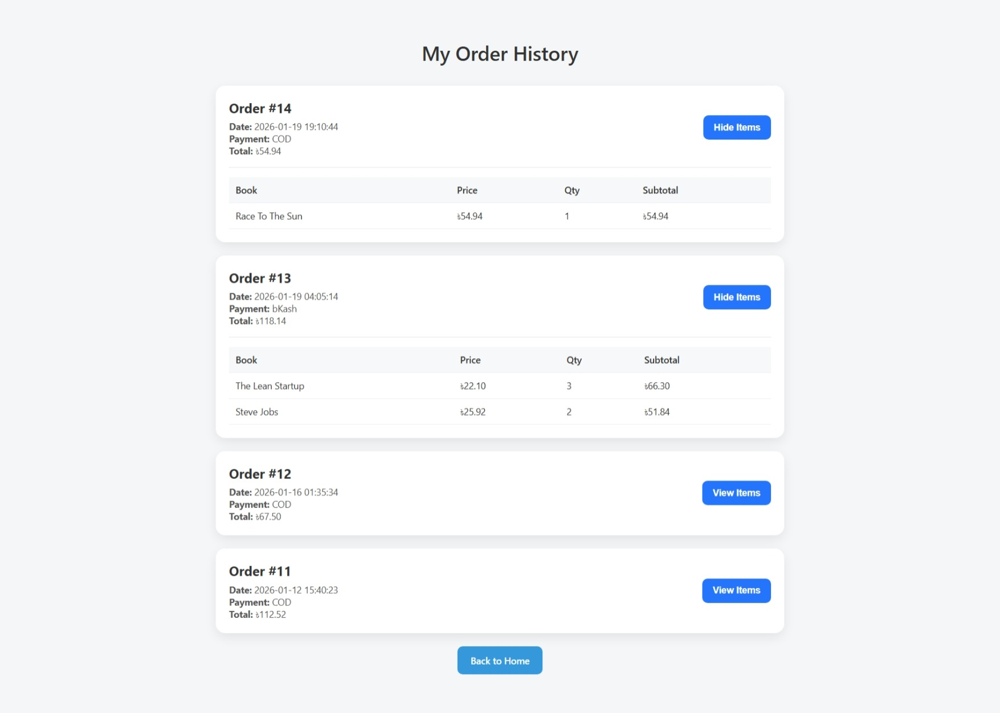 My Order History
Order #14
Date: 2026-01-19 19:10:44
Payment: COD
Total: ৳54.94
Hide Items
Book Price Qty Subtotal
Race To The Sun ৳54.94 1 ৳54.94
Order #13
Date: 2026-01-19 04:05:14
Payment: bKash
Total: ৳118.14
Hide Items
Book Price Qty Subtotal
The Lean Startup ৳22.10 3 ৳66.30
Steve Jobs ৳25.92 2 ৳51.84
Order #12
Date: 2026-01-16 01:35:34
Payment: COD
Total: ৳67.50
View Items
Order #11
Date: 2026-01-12 15:40:23
Payment: COD
Total: ৳112.52
View Items
Back to Home